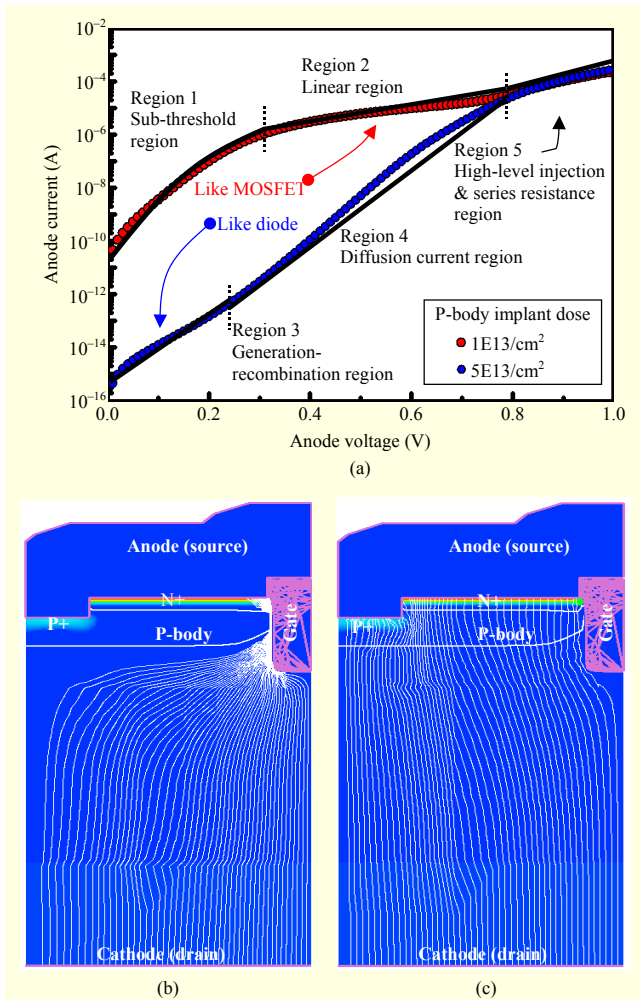 10⁻²
10⁻⁴
10⁻⁶
10⁻⁸
10⁻¹⁰
10⁻¹²
10⁻¹⁴
10⁻¹⁶
Anode current (A)
Region 1
Sub-threshold
region
Region 2
Linear region
Like MOSFET
Like diode
Region 5
High-level injection
& series resistance
region
Region 4
Diffusion current region
Region 3
Generation-
recombination region
P-body implant dose
1E13/cm²
5E13/cm²
0.0 0.2 0.4 0.6 0.8 1.0
Anode voltage (V)
(a)
Anode (source)
N+
P+
P-body
Gate
Cathode (drain)
(b)
Anode (source)
N+
P+
P-body
Gate
Cathode (drain)
(c)